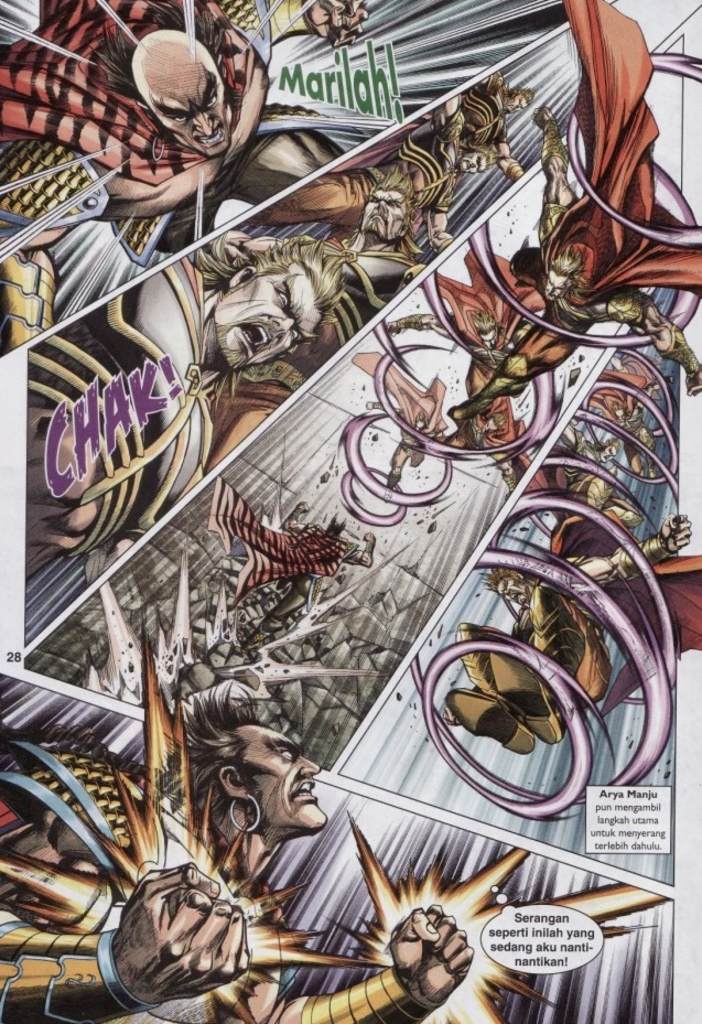 Marilah!
CHAK!
28
Arya Manju
pun mengambil
langkah utama
untuk menyerang
terlebih dahulu.
Serangan
seperti inilah yang
sedang aku nanti-
nantikan!